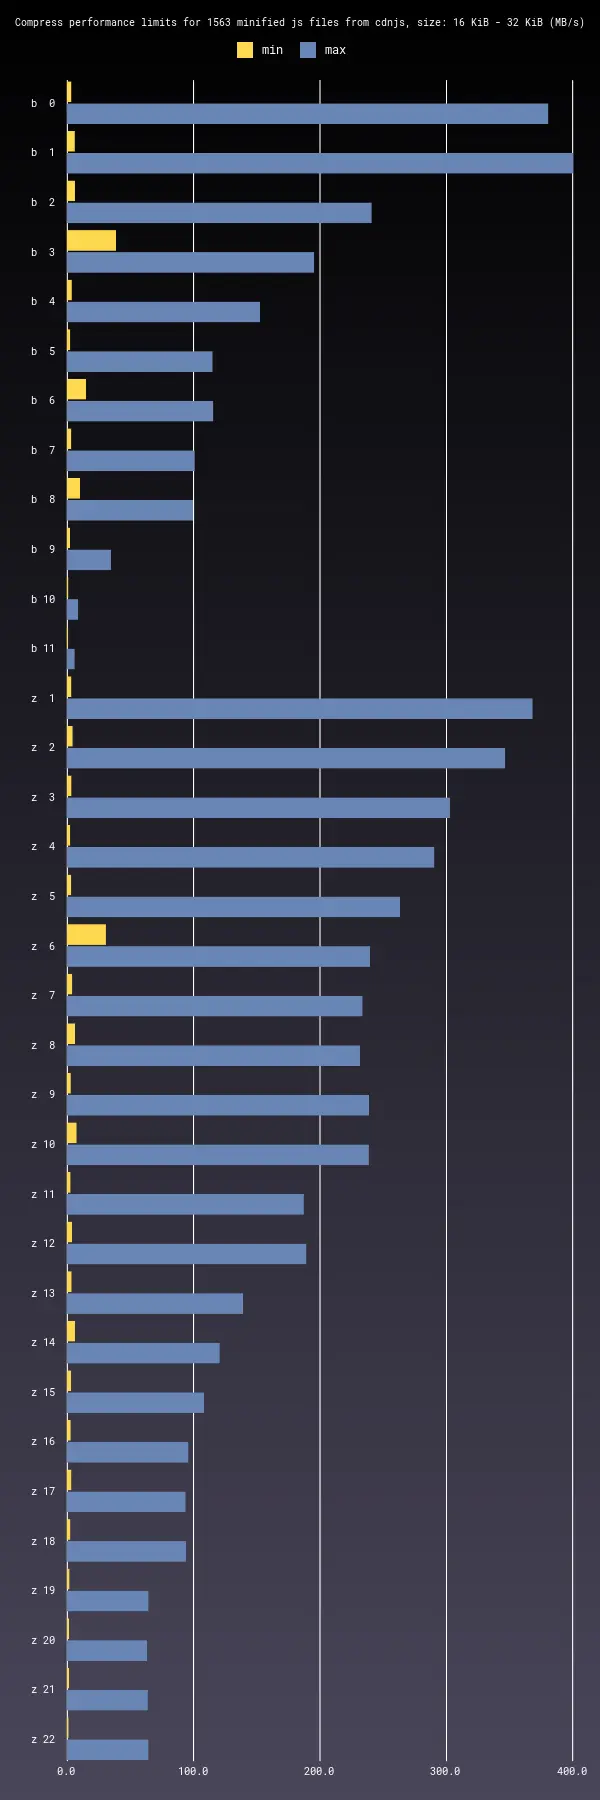 Compress performance limits for 1563 minified js files from cdnjs, size: 16 KiB - 32 KiB (MB/s)
min max
b 0
b 1
b 2
b 3
b 4
b 5
b 6
b 7
b 8
b 9
b 10
b 11
z 1
z 2
z 3
z 4
z 5
z 6
z 7
z 8
z 9
z 10
z 11
z 12
z 13
z 14
z 15
z 16
z 17
z 18
z 19
z 20
z 21
z 22
0.0 100.0 200.0 300.0 400.0